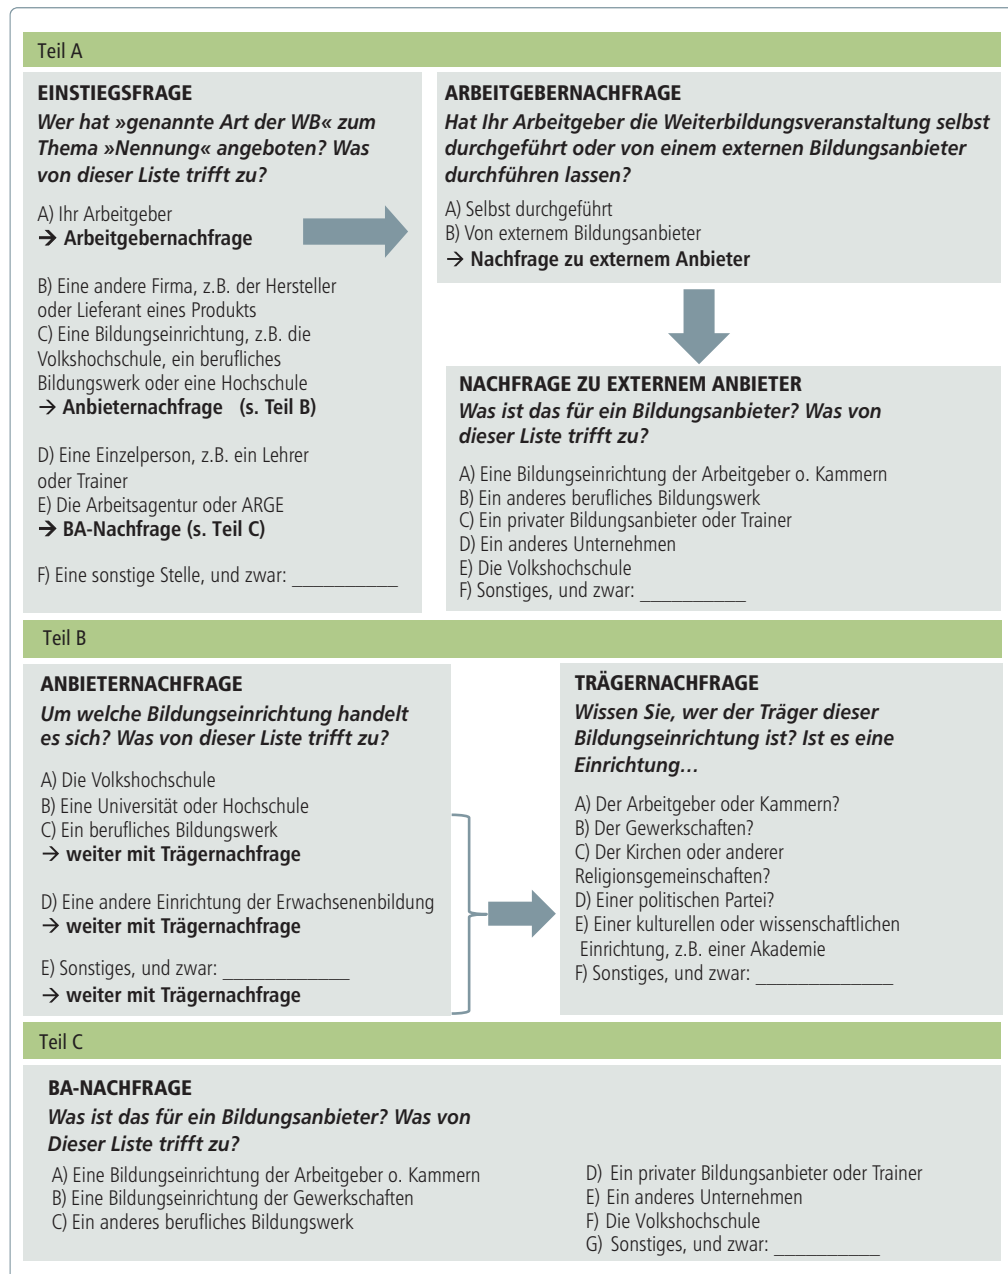 Teil A
EINSTIEGSFRAGE
Wer hat »genannte Art der WB« zum
Thema »Nennung« angeboten? Was
von dieser Liste trifft zu?
A) Ihr Arbeitgeber
→ Arbeitgebernachfrage
B) Eine andere Firma, z.B. der Hersteller
oder Lieferant eines Produkts
C) Eine Bildungseinrichtung, z.B. die
Volkshochschule, ein berufliches
Bildungswerk oder eine Hochschule
→ Anbieternachfrage (s. Teil B)
D) Eine Einzelperson, z.B. ein Lehrer
oder Trainer
E) Die Arbeitsagentur oder ARGE
→ BA-Nachfrage (s. Teil C)
F) Eine sonstige Stelle, und zwar: __________
ARBEITGEBERNACHFRAGE
Hat Ihr Arbeitgeber die Weiterbildungsveranstaltung selbst
durchgeführt oder von einem externen Bildungsanbieter
durchführen lassen?
A) Selbst durchgeführt
B) Von externem Bildungsanbieter
→ Nachfrage zu externem Anbieter
NACHFRAGE ZU EXTERNEM ANBIETER
Was ist das für ein Bildungsanbieter? Was von
dieser Liste trifft zu?
A) Eine Bildungseinrichtung der Arbeitgeber o. Kammern
B) Ein anderes berufliches Bildungswerk
C) Ein privater Bildungsanbieter oder Trainer
D) Ein anderes Unternehmen
E) Die Volkshochschule
F) Sonstiges, und zwar: __________
Teil B
ANBIETERNACHFRAGE
Um welche Bildungseinrichtung handelt
es sich? Was von dieser Liste trifft zu?
A) Die Volkshochschule
B) Eine Universität oder Hochschule
C) Ein berufliches Bildungswerk
→ weiter mit Trägernachfrage
D) Eine andere Einrichtung der Erwachsenenbildung
→ weiter mit Trägernachfrage
E) Sonstiges, und zwar: ____________
→ weiter mit Trägernachfrage
TRÄGERNACHFRAGE
Wissen Sie, wer der Träger dieser
Bildungseinrichtung ist? Ist es eine
Einrichtung...
A) Der Arbeitgeber oder Kammern?
B) Der Gewerkschaften?
C) Der Kirchen oder anderer
Religionsgemeinschaften?
D) Einer politischen Partei?
E) Einer kulturellen oder wissenschaftlichen
Einrichtung, z.B. einer Akademie
F) Sonstiges, und zwar: _____________
Teil C
BA-NACHFRAGE
Was ist das für ein Bildungsanbieter? Was von
Dieser Liste trifft zu?
A) Eine Bildungseinrichtung der Arbeitgeber o. Kammern
B) Eine Bildungseinrichtung der Gewerkschaften
C) Ein anderes berufliches Bildungswerk
D) Ein privater Bildungsanbieter oder Trainer
E) Ein anderes Unternehmen
F) Die Volkshochschule
G) Sonstiges, und zwar: __________